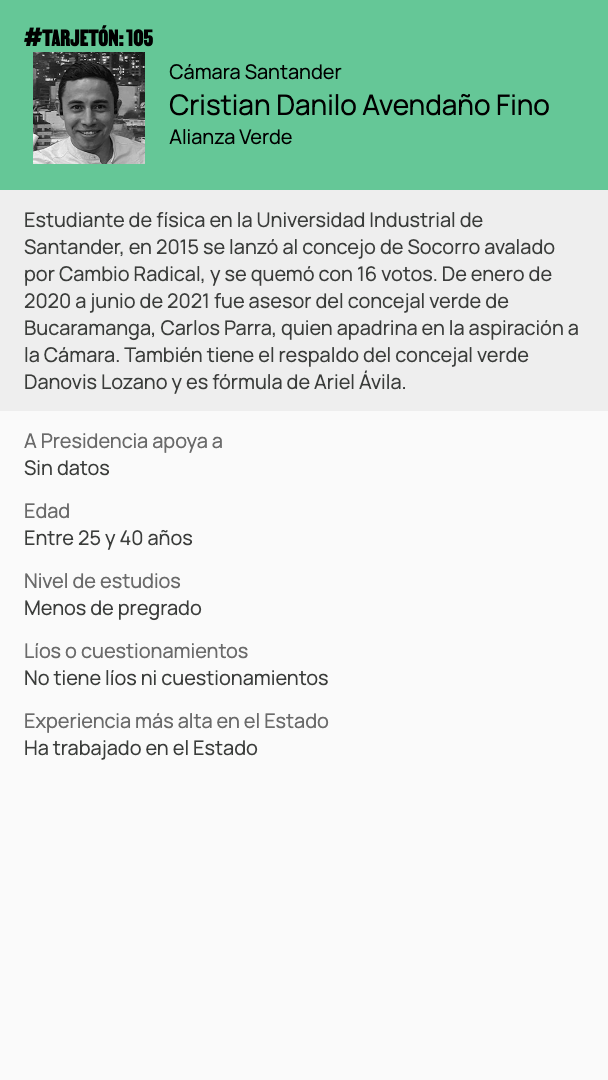 #TARJETÓN: 105
Cámara Santander
Cristian Danilo Avendaño Fino
Alianza Verde
Estudiante de física en la Universidad Industrial de
Santander, en 2015 se lanzó al concejo de Socorro avalado
por Cambio Radical, y se quemó con 16 votos. De enero de
2020 a junio de 2021 fue asesor del concejal verde de
Bucaramanga, Carlos Parra, quien apadrina en la aspiración a
la Cámara. También tiene el respaldo del concejal verde
Danovis Lozano y es fórmula de Ariel Ávila.
A Presidencia apoya a
Sin datos
Edad
Entre 25 y 40 años
Nivel de estudios
Menos de pregrado
Líos o cuestionamientos
No tiene líos ni cuestionamientos
Experiencia más alta en el Estado
Ha trabajado en el Estado